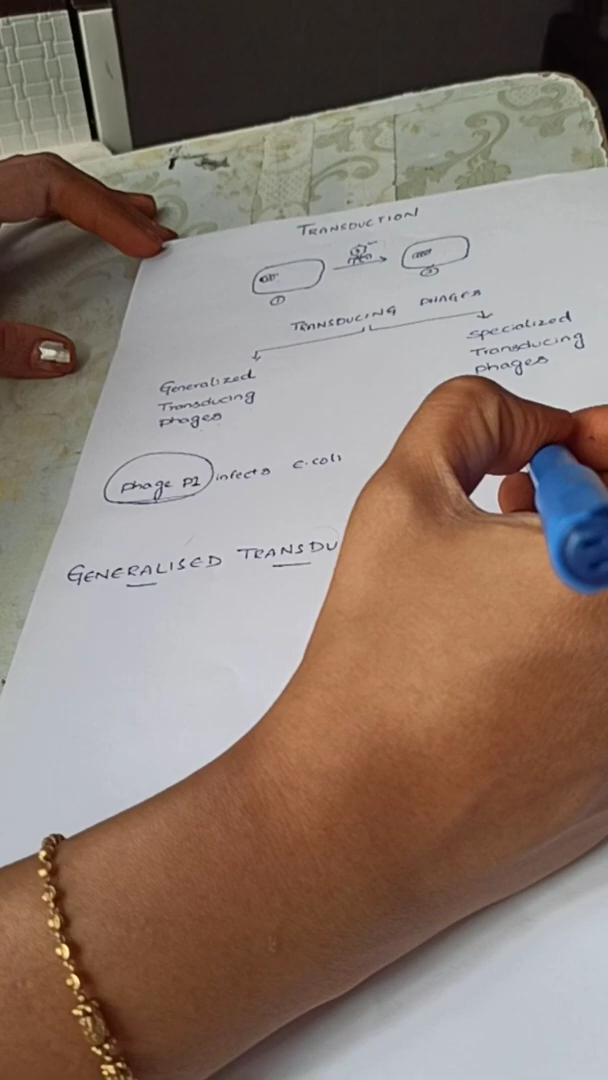 TRANSDUCTION
①
②
TRANSDUCING PHAGES
Generalized
Transducing
phages
Specialized
Transducing
phages
phage P1 infects E.coli
GENERALISED TRANSDU